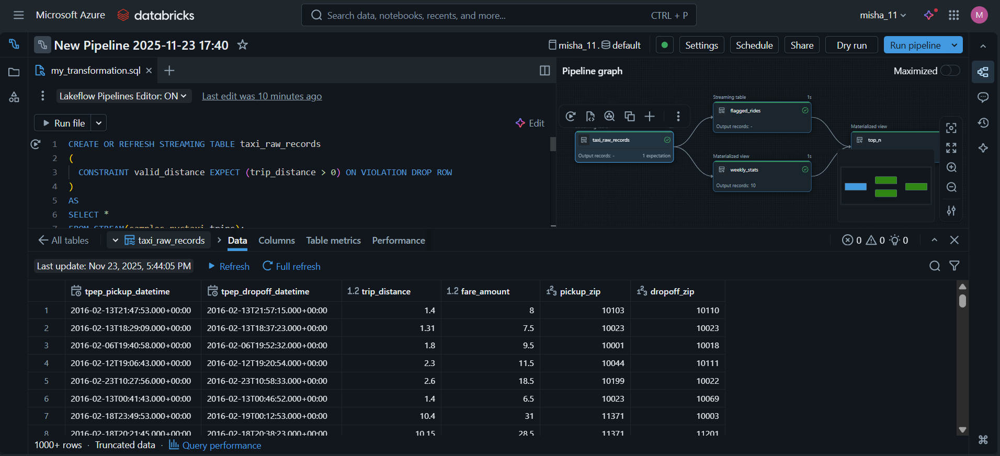 Microsoft Azure databricks Search data, notebooks, recents, and more... CTRL + P misha_11 M
New Pipeline 2025-11-23 17:40 misha_11. default Settings Schedule Share Dry run Run pipeline
my_transformation.sql
Lakeflow Pipelines Editor: ON Last edit was 10 minutes ago
Run file Edit
1 CREATE OR REFRESH STREAMING TABLE taxi_raw_records
2 (
3 CONSTRAINT valid_distance EXPECT (trip_distance > 0) ON VIOLATION DROP ROW
4 )
5 AS
6 SELECT *
7 FROM STREAM(samples.nyctaxi.trips);
Pipeline graph Maximized
Streaming table 1s
flagged_rides
Output records: -
taxi_raw_records
Output records: - 1 expectation
Materialized view 1s
weekly_stats
Output records: 10
Materialized view
top_n
All tables taxi_raw_records Data Columns Table metrics Performance 0 0 0
Last update: Nov 23, 2025, 5:44:05 PM Refresh Full refresh
tpep_pickup_datetime tpep_dropoff_datetime 1.2 trip_distance 1.2 fare_amount 123 pickup_zip 123 dropoff_zip
1 2016-02-13T21:47:53.000+00:00 2016-02-13T21:57:15.000+00:00 1.4 8 10103 10110
2 2016-02-13T18:29:09.000+00:00 2016-02-13T18:37:23.000+00:00 1.31 7.5 10023 10023
3 2016-02-06T19:40:58.000+00:00 2016-02-06T19:52:32.000+00:00 1.8 9.5 10001 10018
4 2016-02-12T19:06:43.000+00:00 2016-02-12T19:20:54.000+00:00 2.3 11.5 10044 10111
5 2016-02-23T10:27:56.000+00:00 2016-02-23T10:58:33.000+00:00 2.6 18.5 10199 10022
6 2016-02-13T00:41:43.000+00:00 2016-02-13T00:46:52.000+00:00 1.4 6.5 10023 10069
7 2016-02-18T23:49:53.000+00:00 2016-02-19T00:12:53.000+00:00 10.4 31 11371 10003
8 2016-02-18T20:21:45.000+00:00 2016-02-18T20:38:23.000+00:00 10.15 28.5 11371 11201
1000+ rows · Truncated data · Query performance